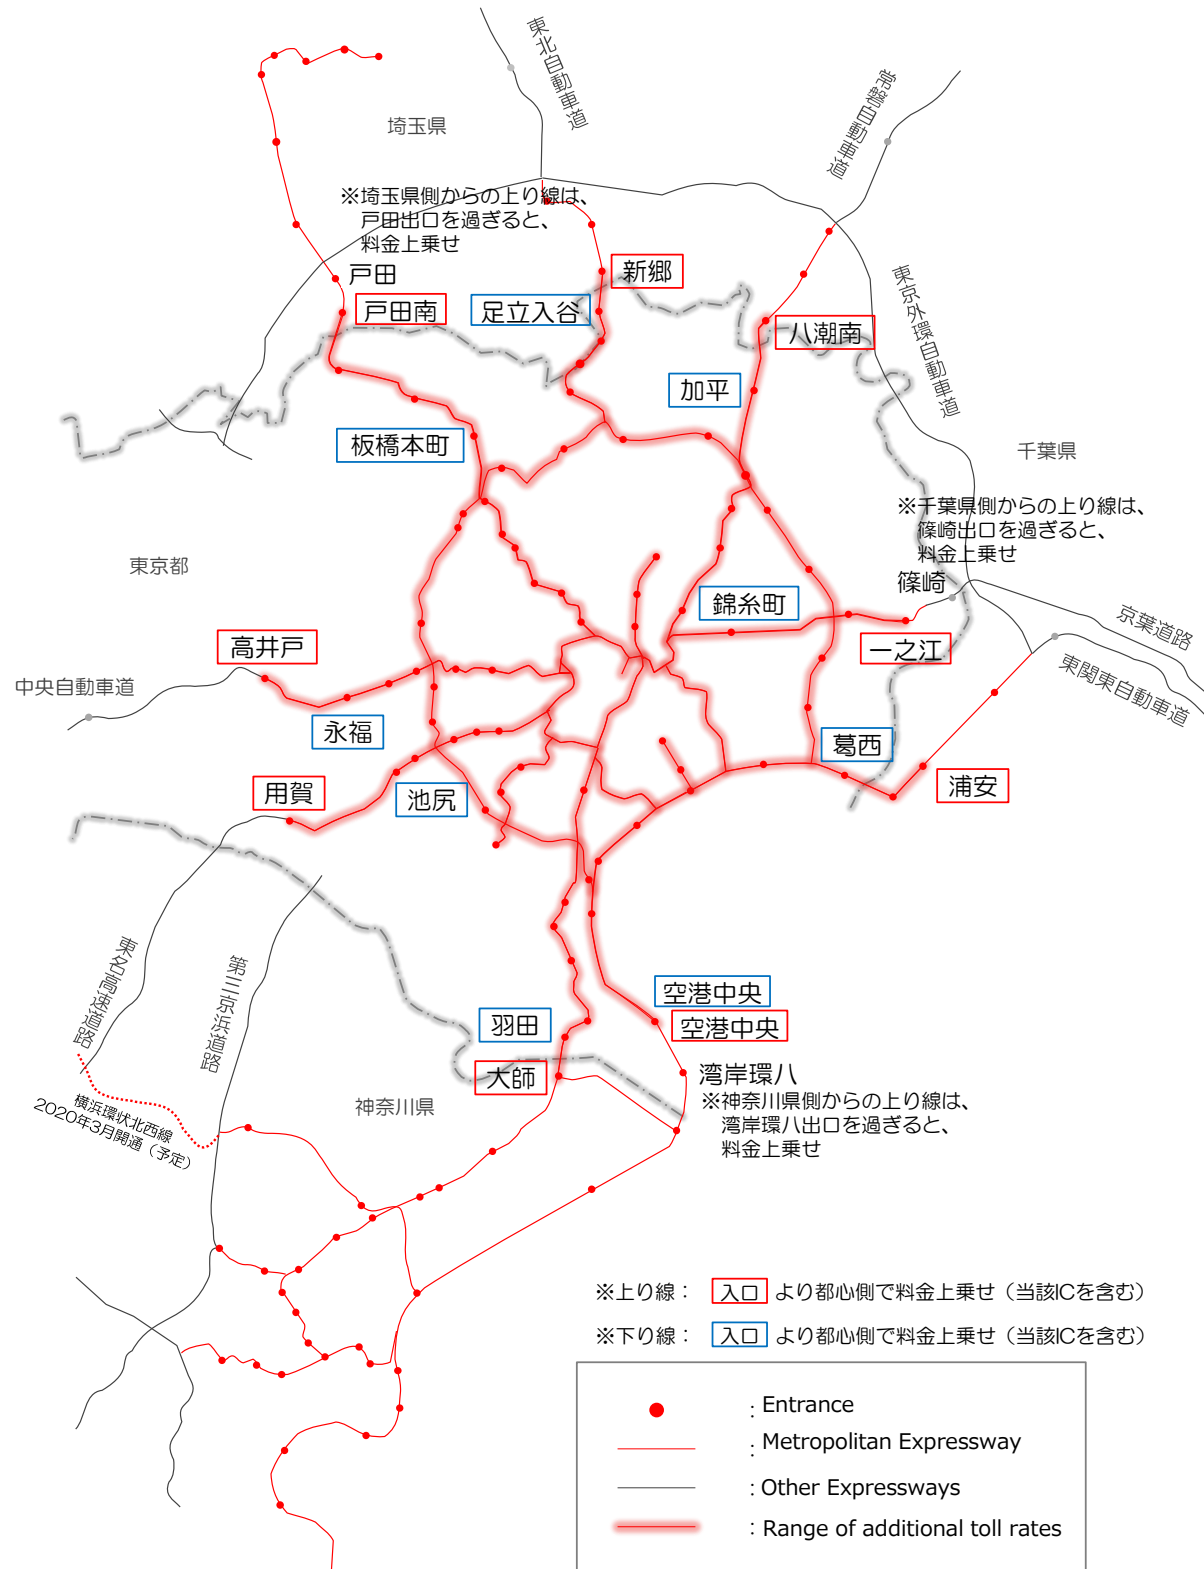 東北自動車道
常磐自動車道
埼玉県
※埼玉県側からの上り線は、
戸田出口を過ぎると、
料金上乗せ
戸田
戸田南
新郷
足立入谷
八潮南
東京外環自動車道
加平
板橋本町
千葉県
※千葉県側からの上り線は、
篠崎出口を過ぎると、
料金上乗せ
東京都
篠崎
錦糸町
京葉道路
一之江
高井戸
東関東自動車道
中央自動車道
永福
葛西
浦安
用賀
池尻
東名高速道路
第三京浜道路
空港中央
羽田
空港中央
大師
湾岸環八
※神奈川県側からの上り線は、
湾岸環八出口を過ぎると、
料金上乗せ
神奈川県
横浜環状北西線
2020年3月開通（予定）
※上り線： 入口 より都心側で料金上乗せ（当該ICを含む）
※下り線： 入口 より都心側で料金上乗せ（当該ICを含む）
: Entrance
: Metropolitan Expressway
: Other Expressways
: Range of additional toll rates